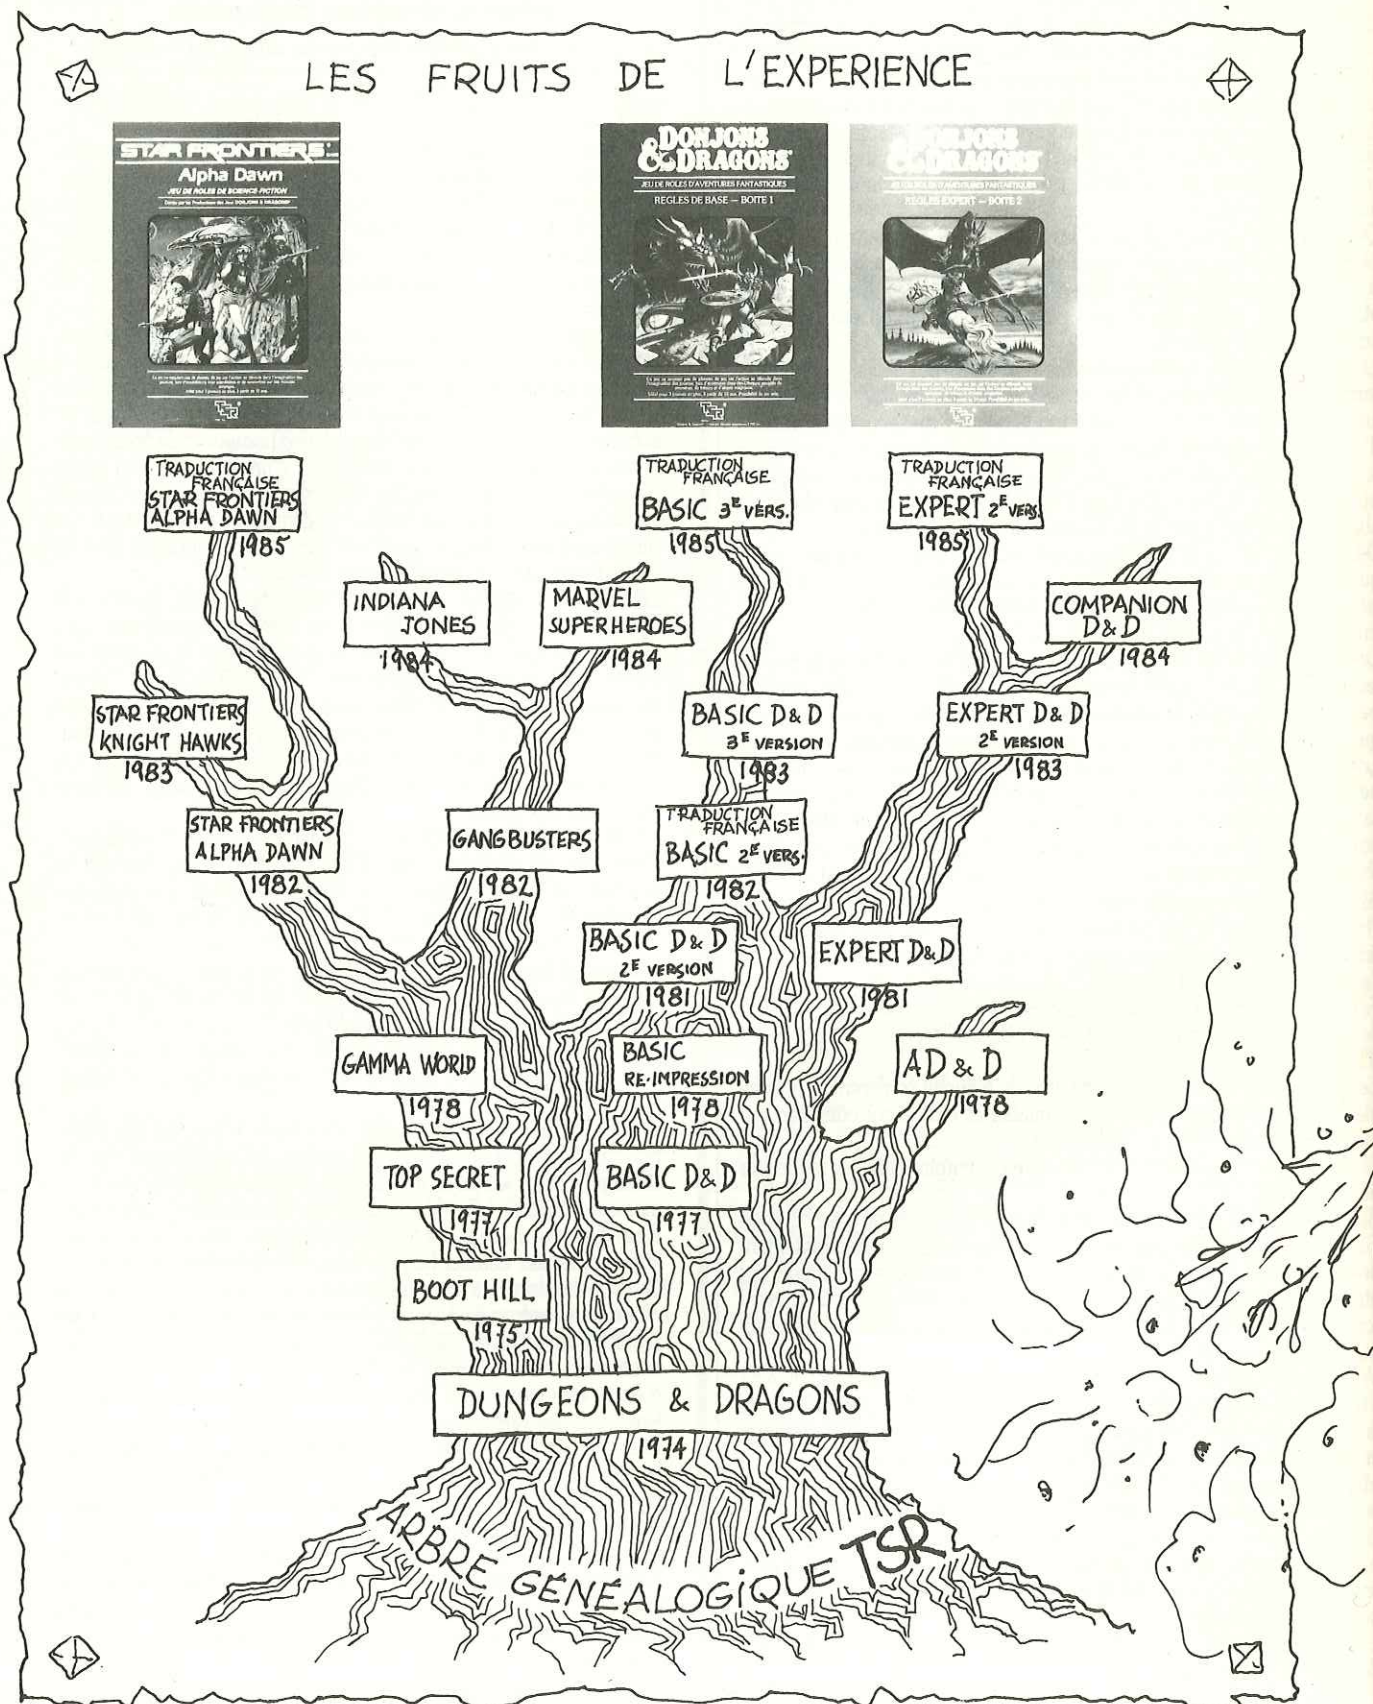 LES FRUITS DE L'EXPERIENCE
STAR FRONTIERS
Alpha Dawn
JEU DE ROLES DE SCIENCE-FICTION
TSR
DONJONS
& DRAGONS
JEU DE ROLES D'AVENTURES FANTASTIQUES
REGLES DE BASE — BOITE 1
TSR
DONJONS
& DRAGONS
JEU DE ROLES D'AVENTURES FANTASTIQUES
REGLES EXPERT — BOITE 2
TSR
TRADUCTION
FRANÇAISE
STAR FRONTIERS
ALPHA DAWN
1985
TRADUCTION
FRANÇAISE
BASIC 3E VERS.
1985
TRADUCTION
FRANÇAISE
EXPERT 2E VERS.
1985
INDIANA
JONES
1984
MARVEL
SUPERHEROES
1984
COMPANION
D&D
1984
STAR FRONTIERS
KNIGHT HAWKS
1983
BASIC D&D
3E VERSION
1983
EXPERT D&D
2E VERSION
1983
STAR FRONTIERS
ALPHA DAWN
1982
GANGBUSTERS
1982
TRADUCTION
FRANÇAISE
BASIC 2E VERS.
1982
BASIC D&D
2E VERSION
1981
EXPERT D&D
1981
GAMMA WORLD
1978
BASIC
RE-IMPRESSION
1978
AD&D
1978
TOP SECRET
1977
BASIC D&D
1977
BOOT HILL
1975
DUNGEONS & DRAGONS
1974
ARBRE GÉNÉALOGIQUE TSR